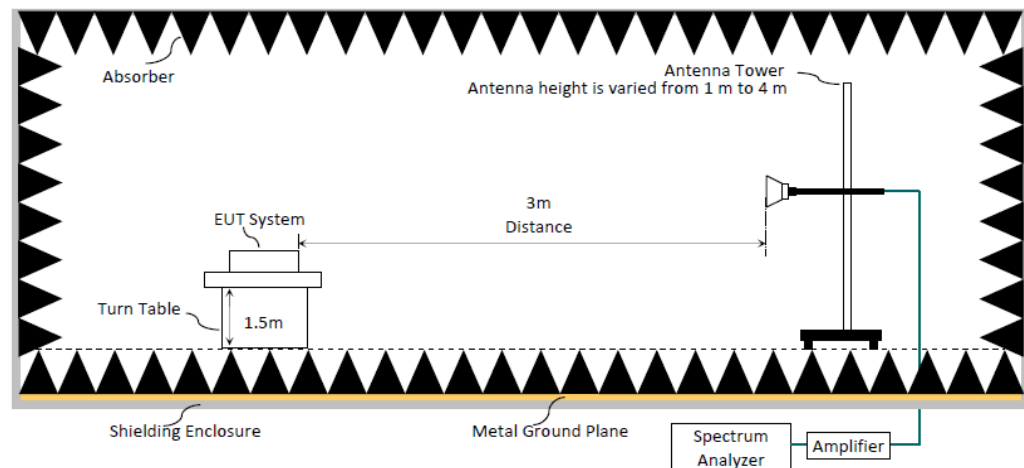 Absorber
Antenna Tower
Antenna height is varied from 1 m to 4 m
3m
Distance
EUT System
Turn Table
1.5m
Shielding Enclosure
Metal Ground Plane
Spectrum
Analyzer
Amplifier